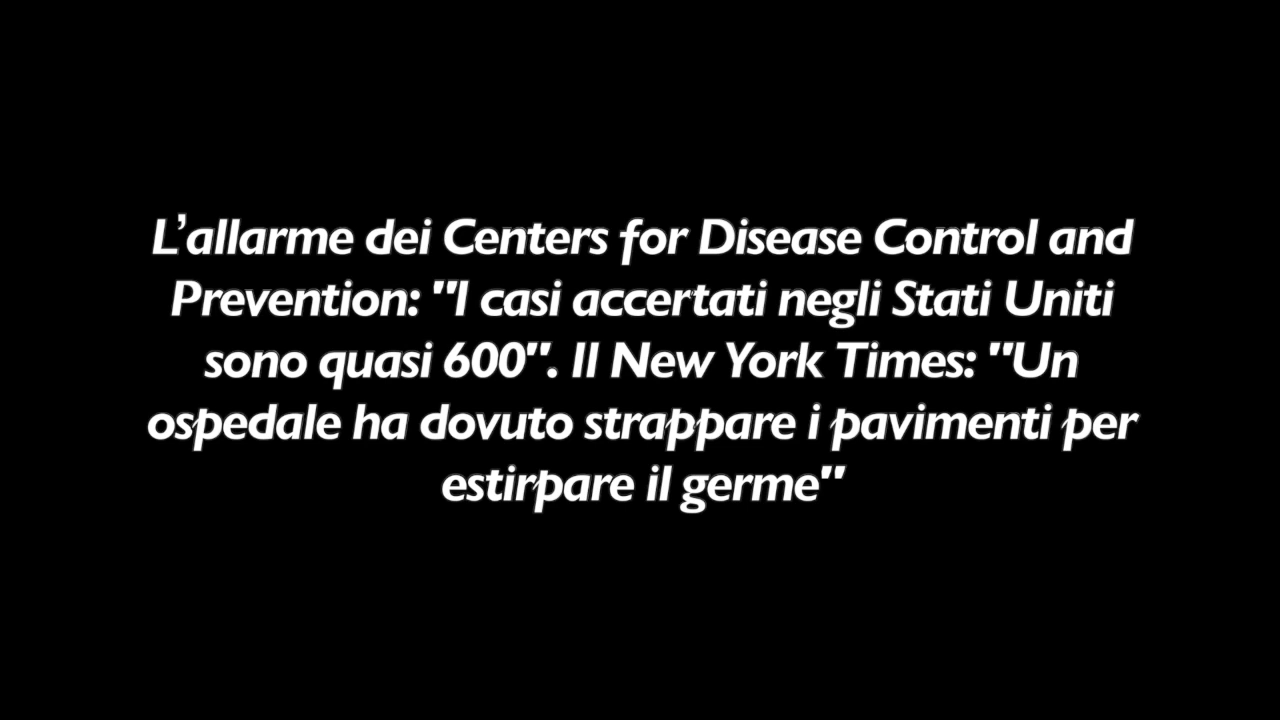 L’allarme dei Centers for Disease Control and
Prevention: "I casi accertati negli Stati Uniti
sono quasi 600". Il New York Times: "Un
ospedale ha dovuto strappare i pavimenti per
estirpare il germe"